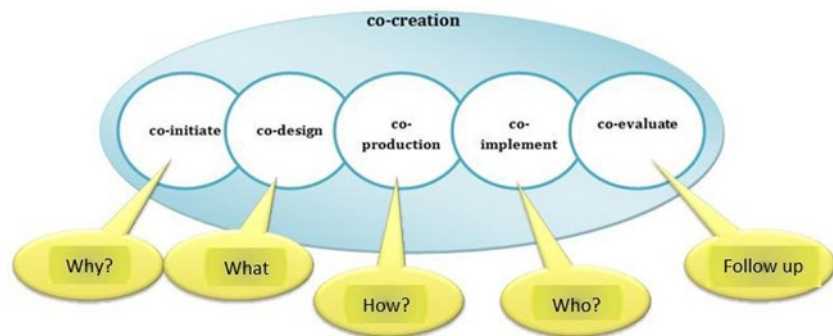 co-creation
co-initiate
co-design
co-
production
co-
implement
co-evaluate
Why?
What
How?
Who?
Follow up